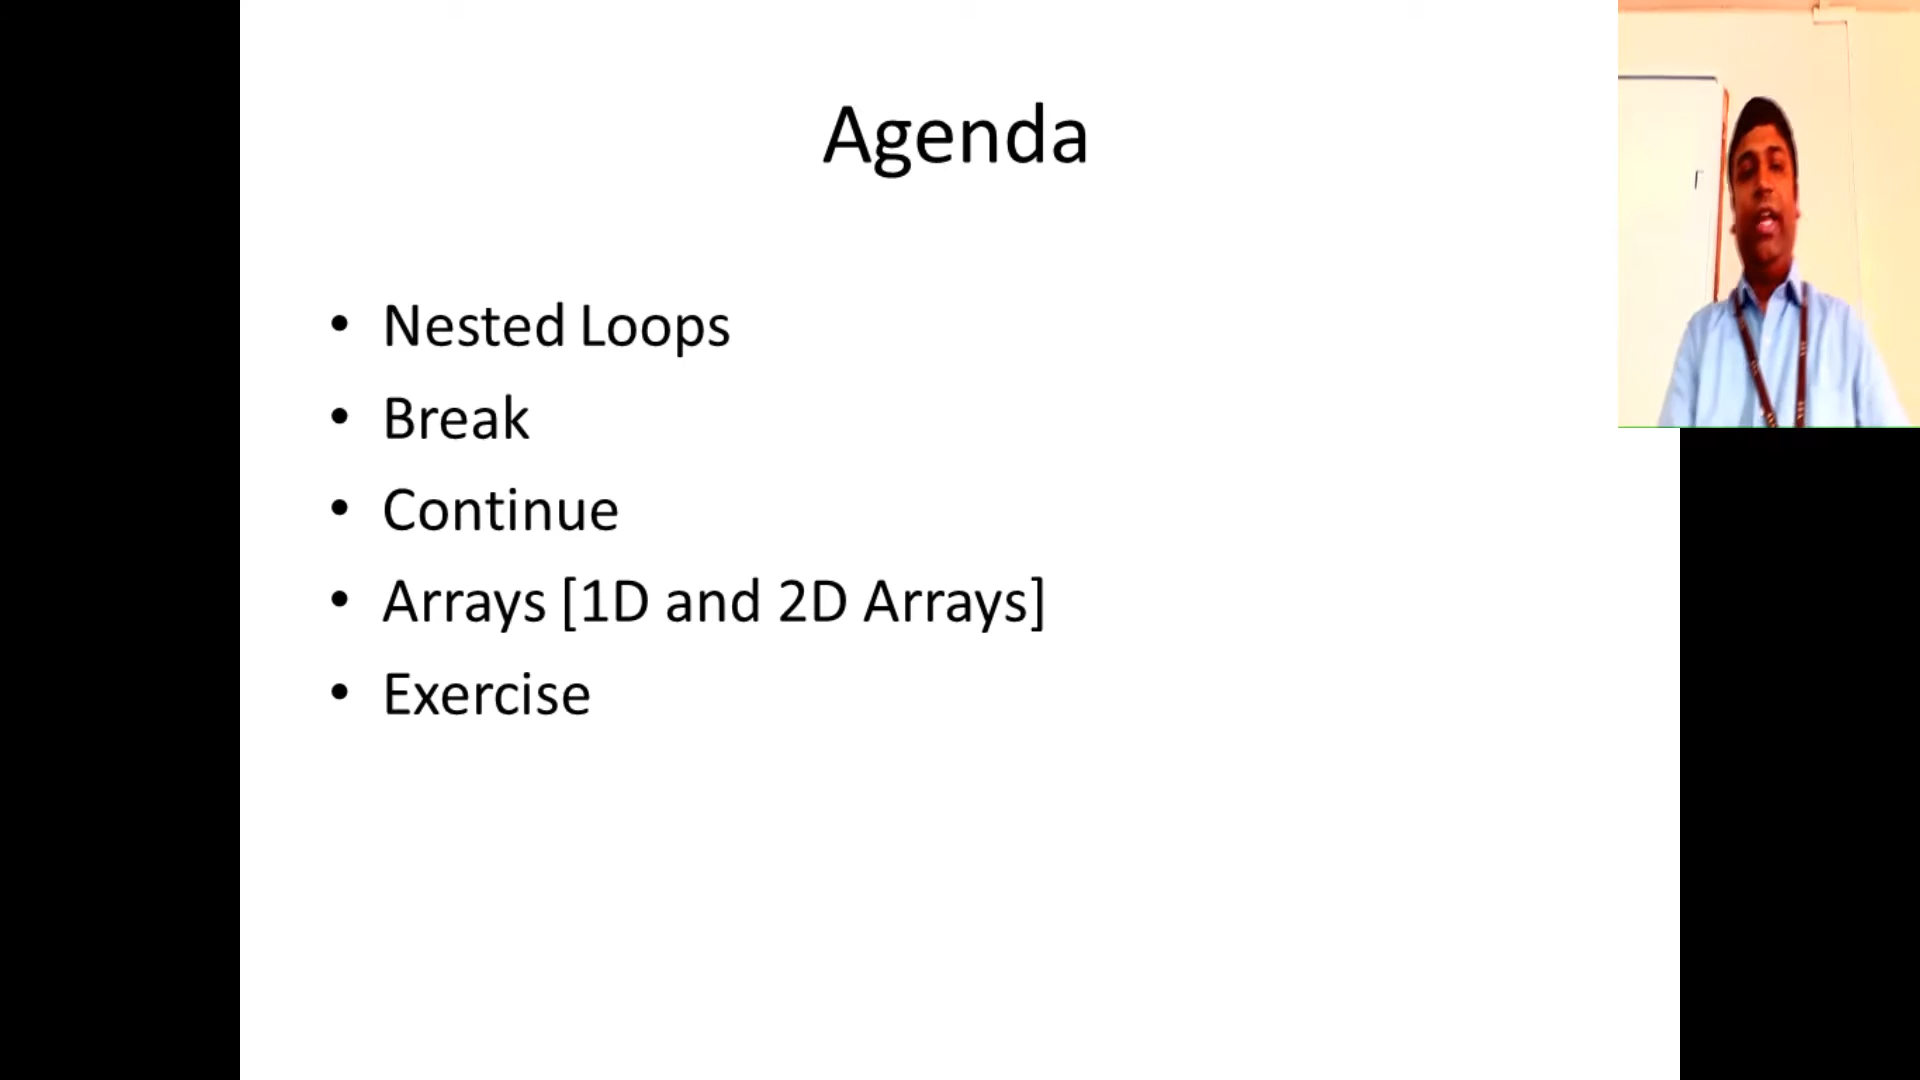 Agenda
• Nested Loops
• Break
• Continue
• Arrays [1D and 2D Arrays]
• Exercise